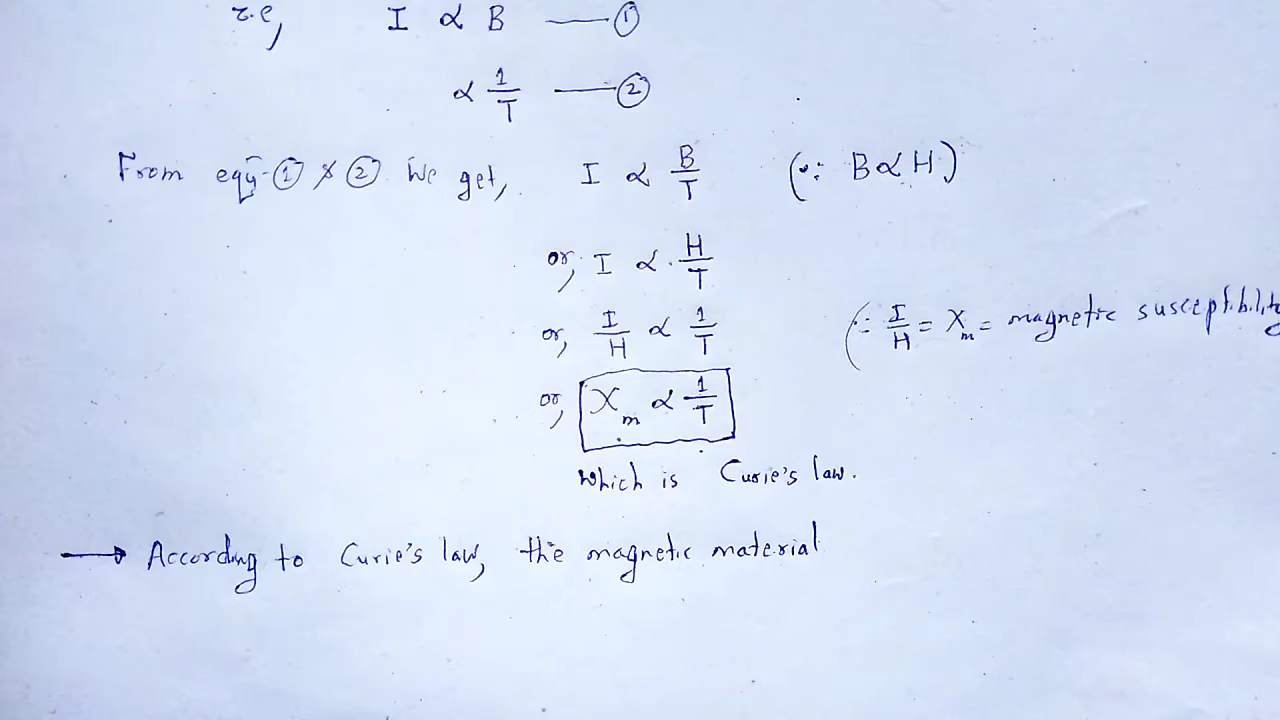 i.e, I ∝ B —— ①
∝ 1/T —— ②
From eqⁿ- ① & ② We get, I ∝ B/T (∵ B∝H)
or, I ∝ H/T
or, I/H ∝ 1/T (∵ I/H = Xm = magnetic susceptibility
or, Xm ∝ 1/T
which is Curie's law.
→ According to Curie's law, the magnetic material